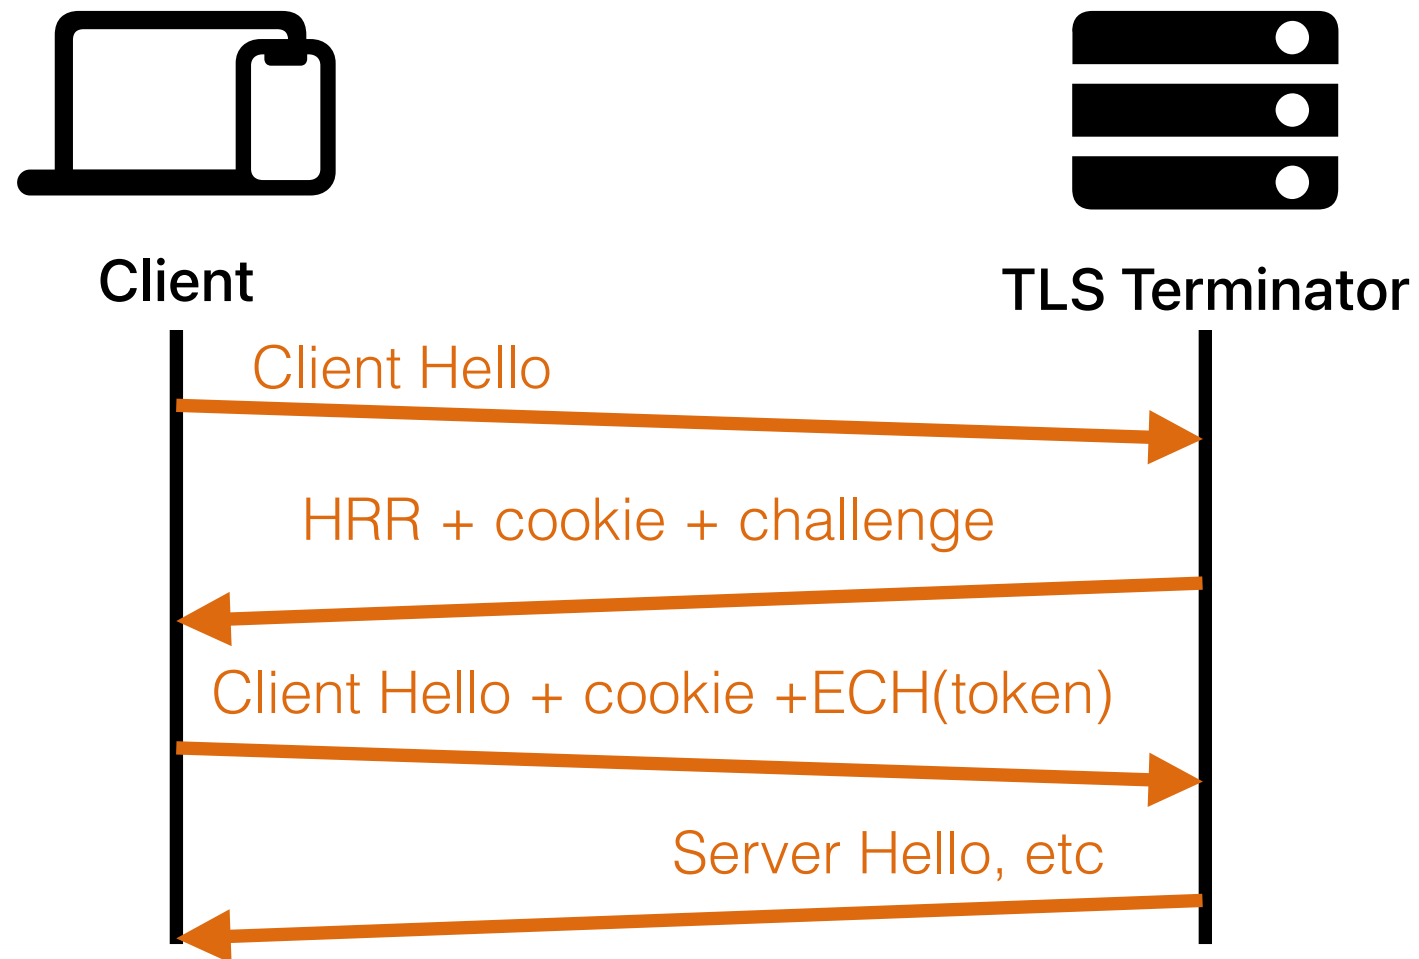 Client
TLS Terminator
Client Hello
HRR + cookie + challenge
Client Hello + cookie +ECH(token)
Server Hello, etc